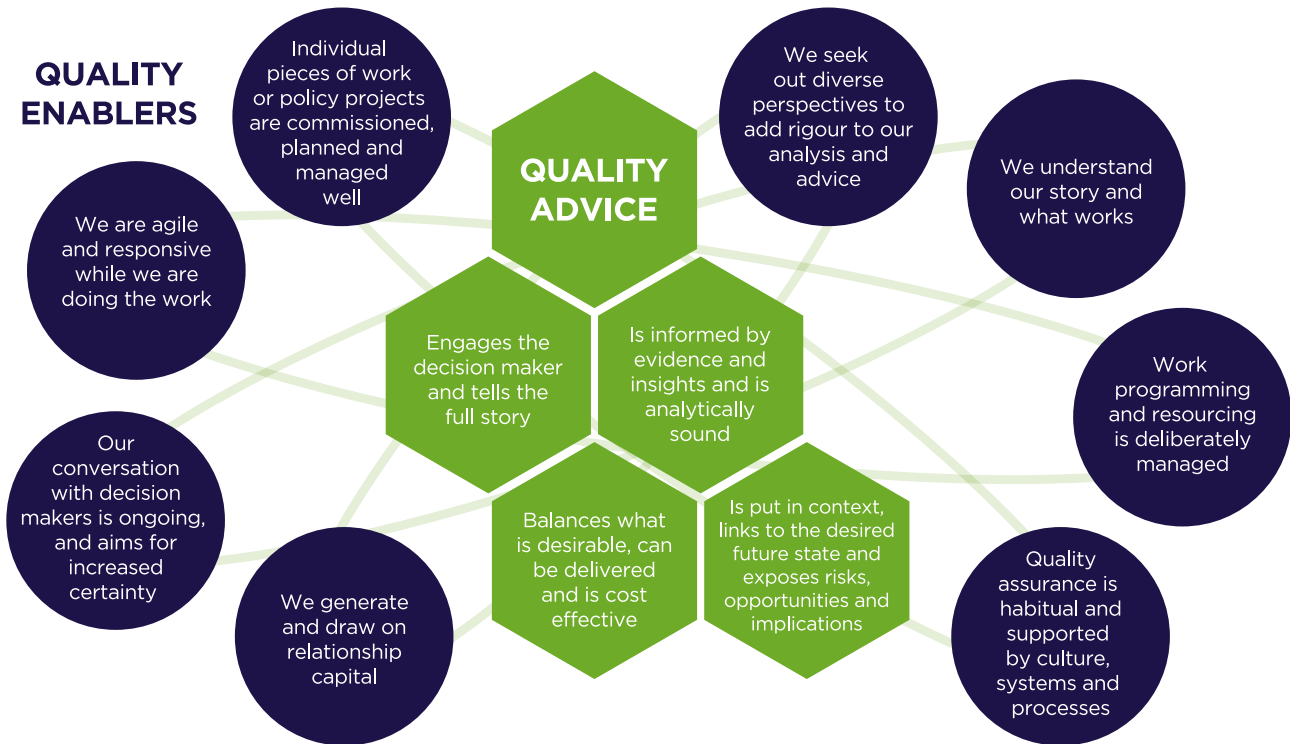 QUALITY
ENABLERS
Individual
pieces of work
or policy projects
are commissioned,
planned and
managed
well
We seek
out diverse
perspectives to
add rigour to our
analysis and
advice
We understand
our story and
what works
We are agile
and responsive
while we are
doing the work
QUALITY
ADVICE
Engages the
decision maker
and tells the
full story
Is informed by
evidence and
insights and is
analytically
sound
Work
programming
and resourcing
is deliberately
managed
Our
conversation
with decision
makers is ongoing,
and aims for
increased
certainty
We generate
and draw on
relationship
capital
Balances what
is desirable, can
be delivered
and is cost
effective
Is put in context,
links to the desired
future state and
exposes risks,
opportunities and
implications
Quality
assurance is
habitual and
supported
by culture,
systems and
processes